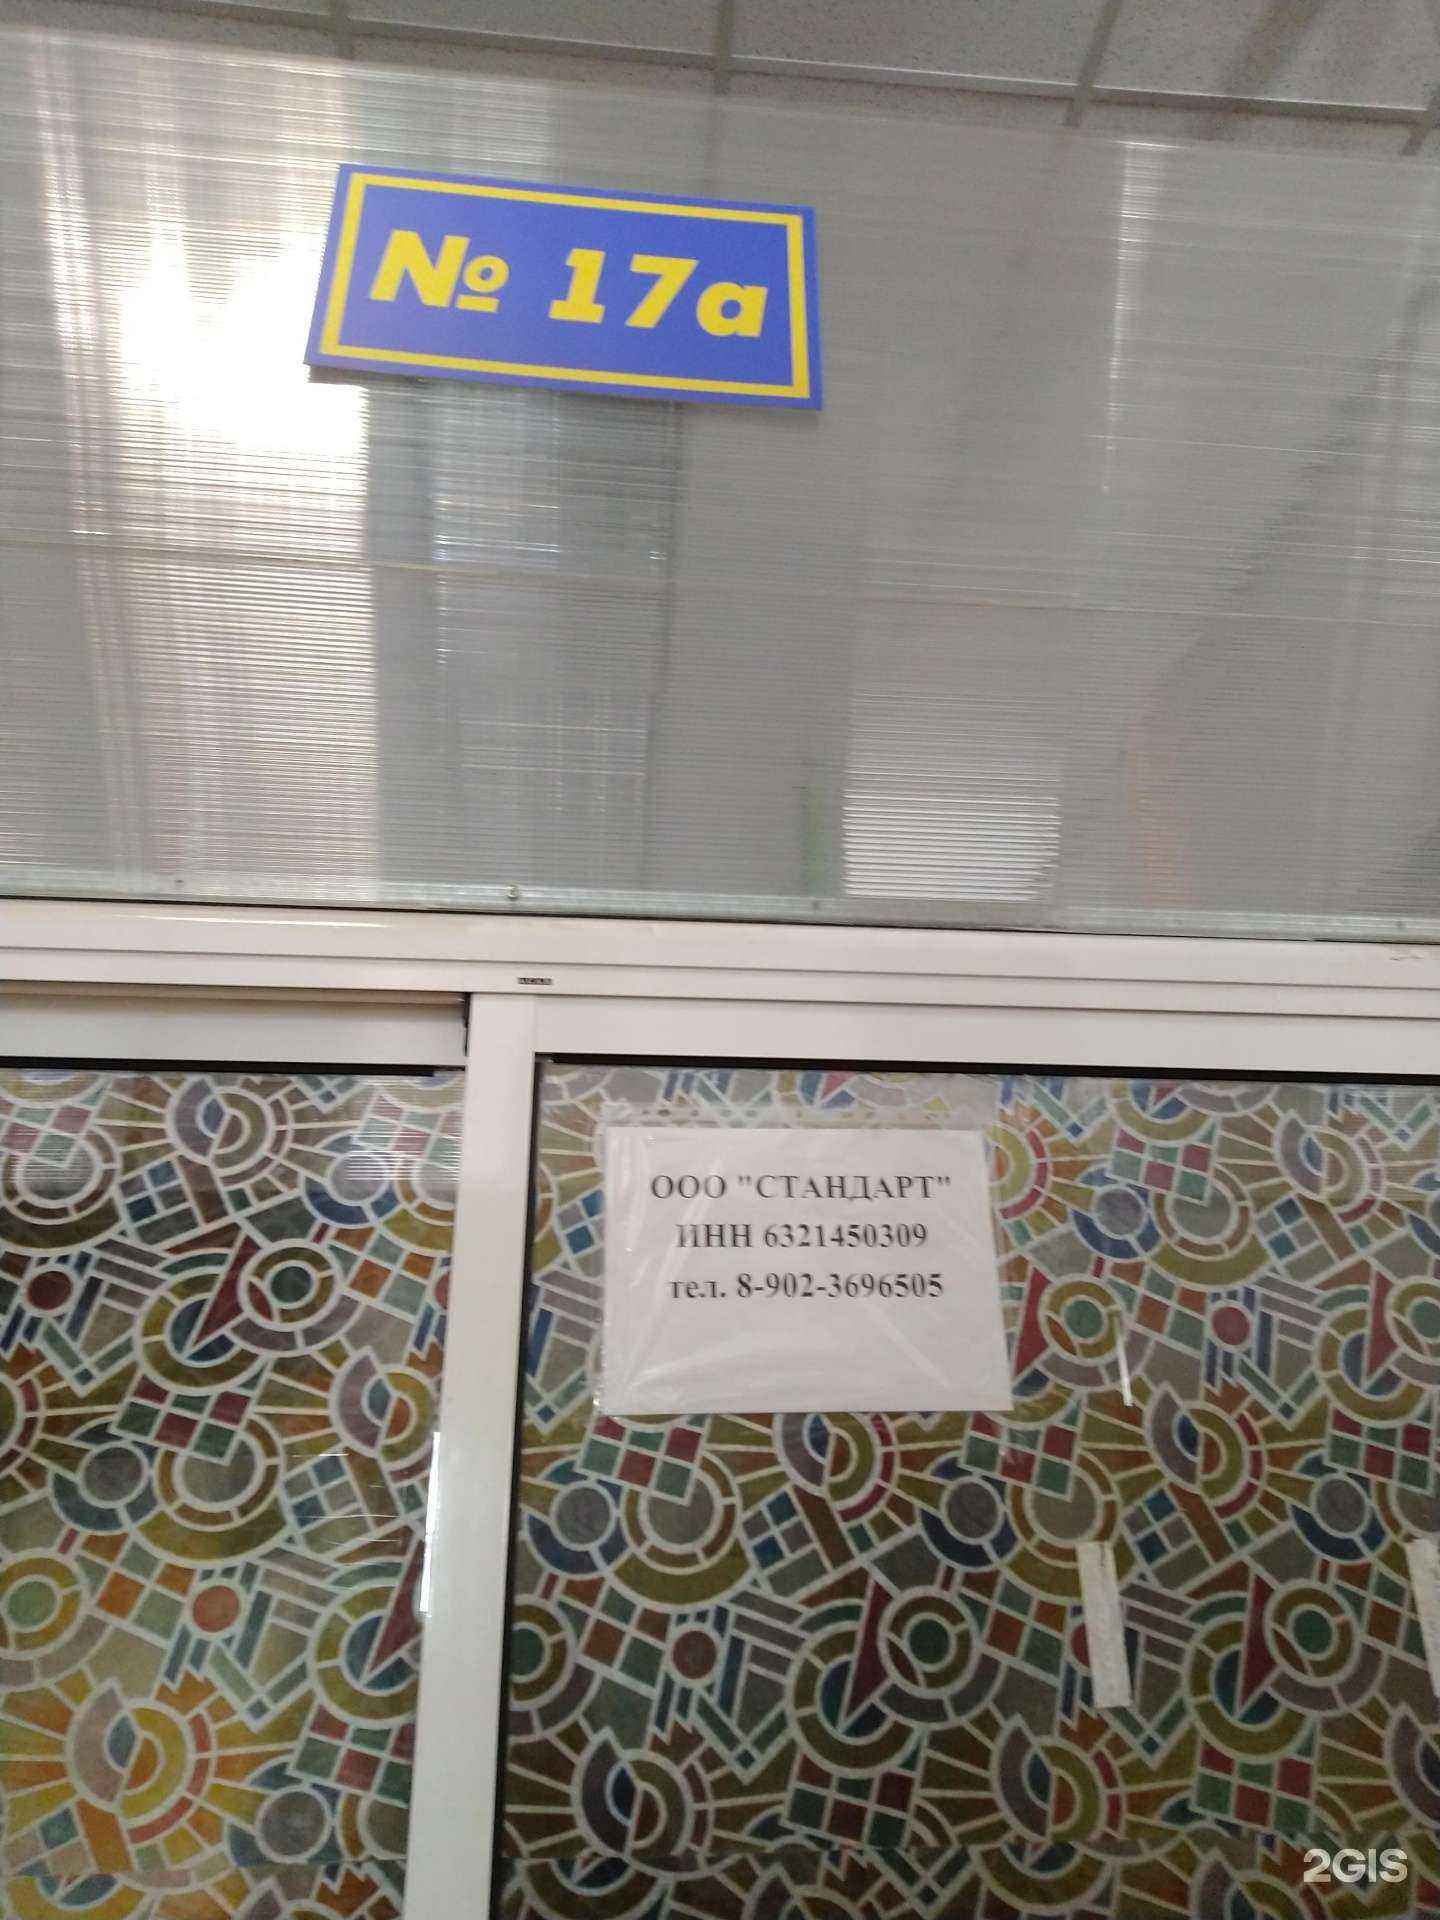 № 17а
ООО "СТАНДАРТ"
ИНН 6321450309
тел. 8-902-3696505
2GIS